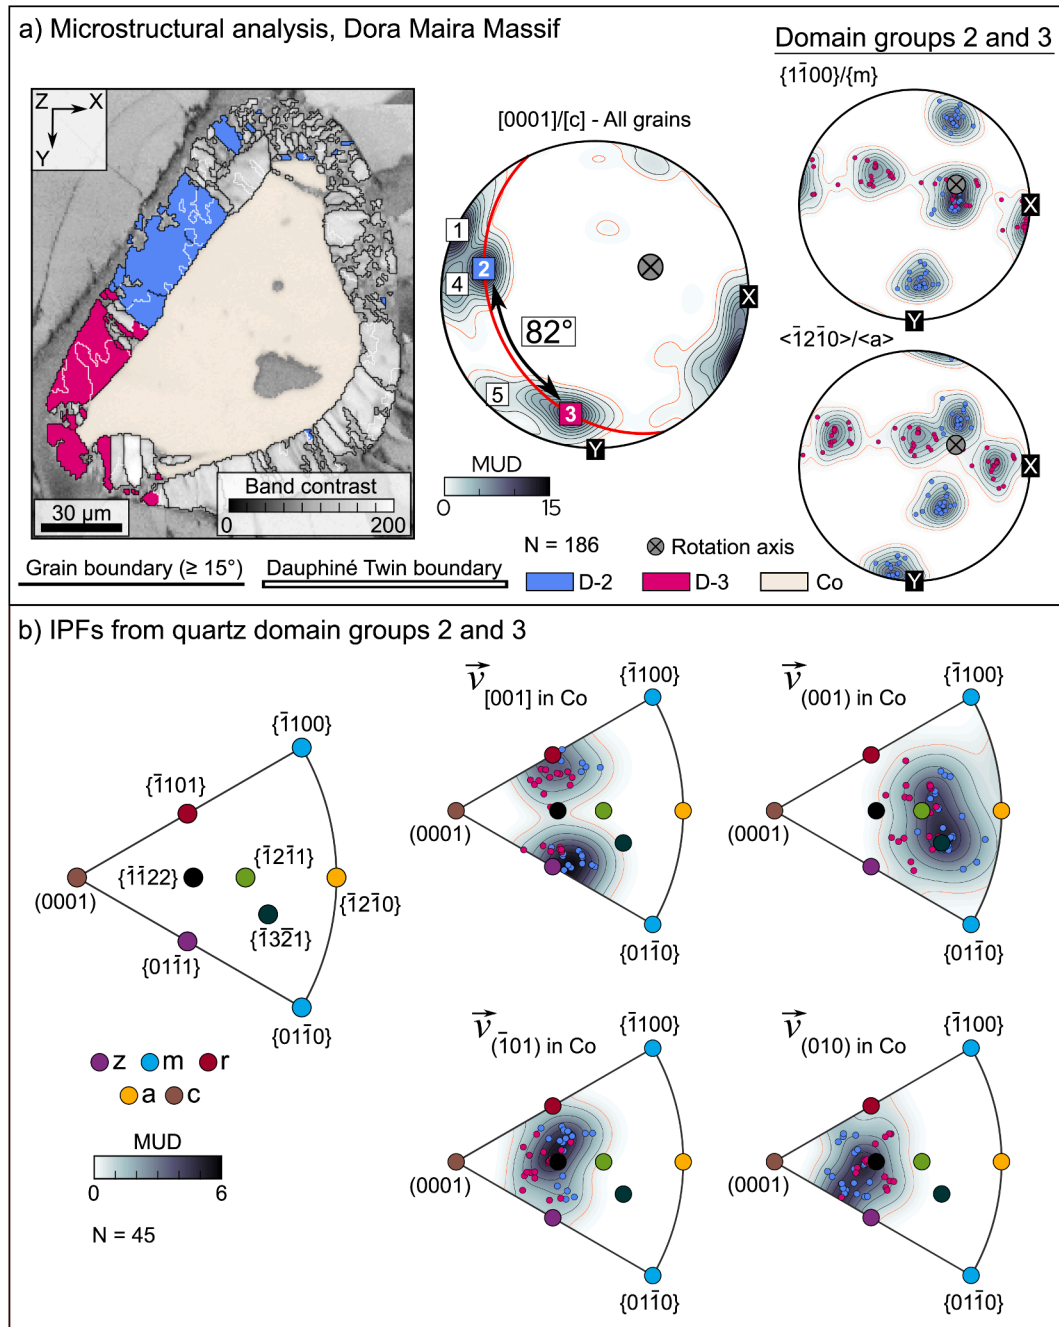 a) Microstructural analysis, Dora Maira Massif
Domain groups 2 and 3
{11̄00}/{m}
Z X
Y
[0001]/[c] - All grains
1
2
4
82°
5
3
X
Y
X
Y
<1̄21̄0>/<a>
X
Y
MUD
0 15
Band contrast
0 200
30 µm
N = 186
Rotation axis
Grain boundary (≥ 15°)
Dauphiné Twin boundary
D-2
D-3
Co
b) IPFs from quartz domain groups 2 and 3
{1̄100}
{1̄101}
(0001)
{1̄1̄22}
{1̄21̄1}
{1̄21̄0}
{1̄32̄1}
{011̄1}
{011̄0}
z m r
a c
MUD
0 6
N = 45
v [001] in Co
{1̄100}
(0001)
{011̄0}
v (001) in Co
{1̄100}
(0001)
{011̄0}
v (1̄01) in Co
{1̄100}
(0001)
{011̄0}
v (010) in Co
{1̄100}
(0001)
{011̄0}